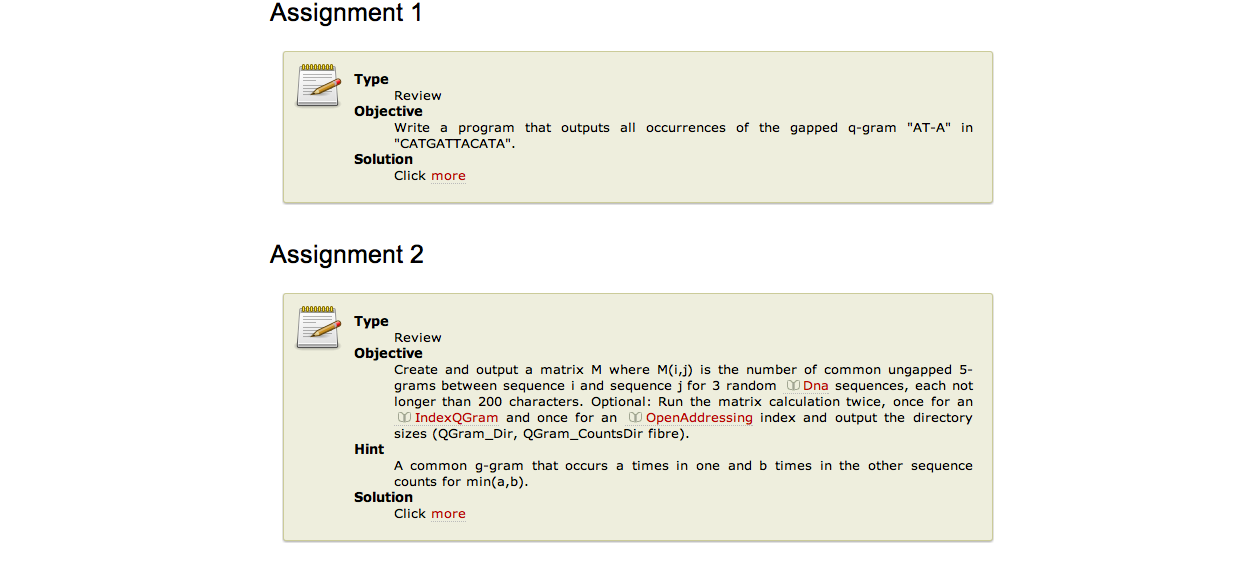 Assignment 1
Type
Review
Objective
Write a program that outputs all occurrences of the gapped q-gram "AT-A" in
"CATGATTACATA".
Solution
Click more
Assignment 2
Type
Review
Objective
Create and output a matrix M where M(i,j) is the number of common ungapped 5-
grams between sequence i and sequence j for 3 random Dna sequences, each not
longer than 200 characters. Optional: Run the matrix calculation twice, once for an
IndexQGram and once for an OpenAddressing index and output the directory
sizes (QGram_Dir, QGram_CountsDir fibre).
Hint
A common g-gram that occurs a times in one and b times in the other sequence
counts for min(a,b).
Solution
Click more